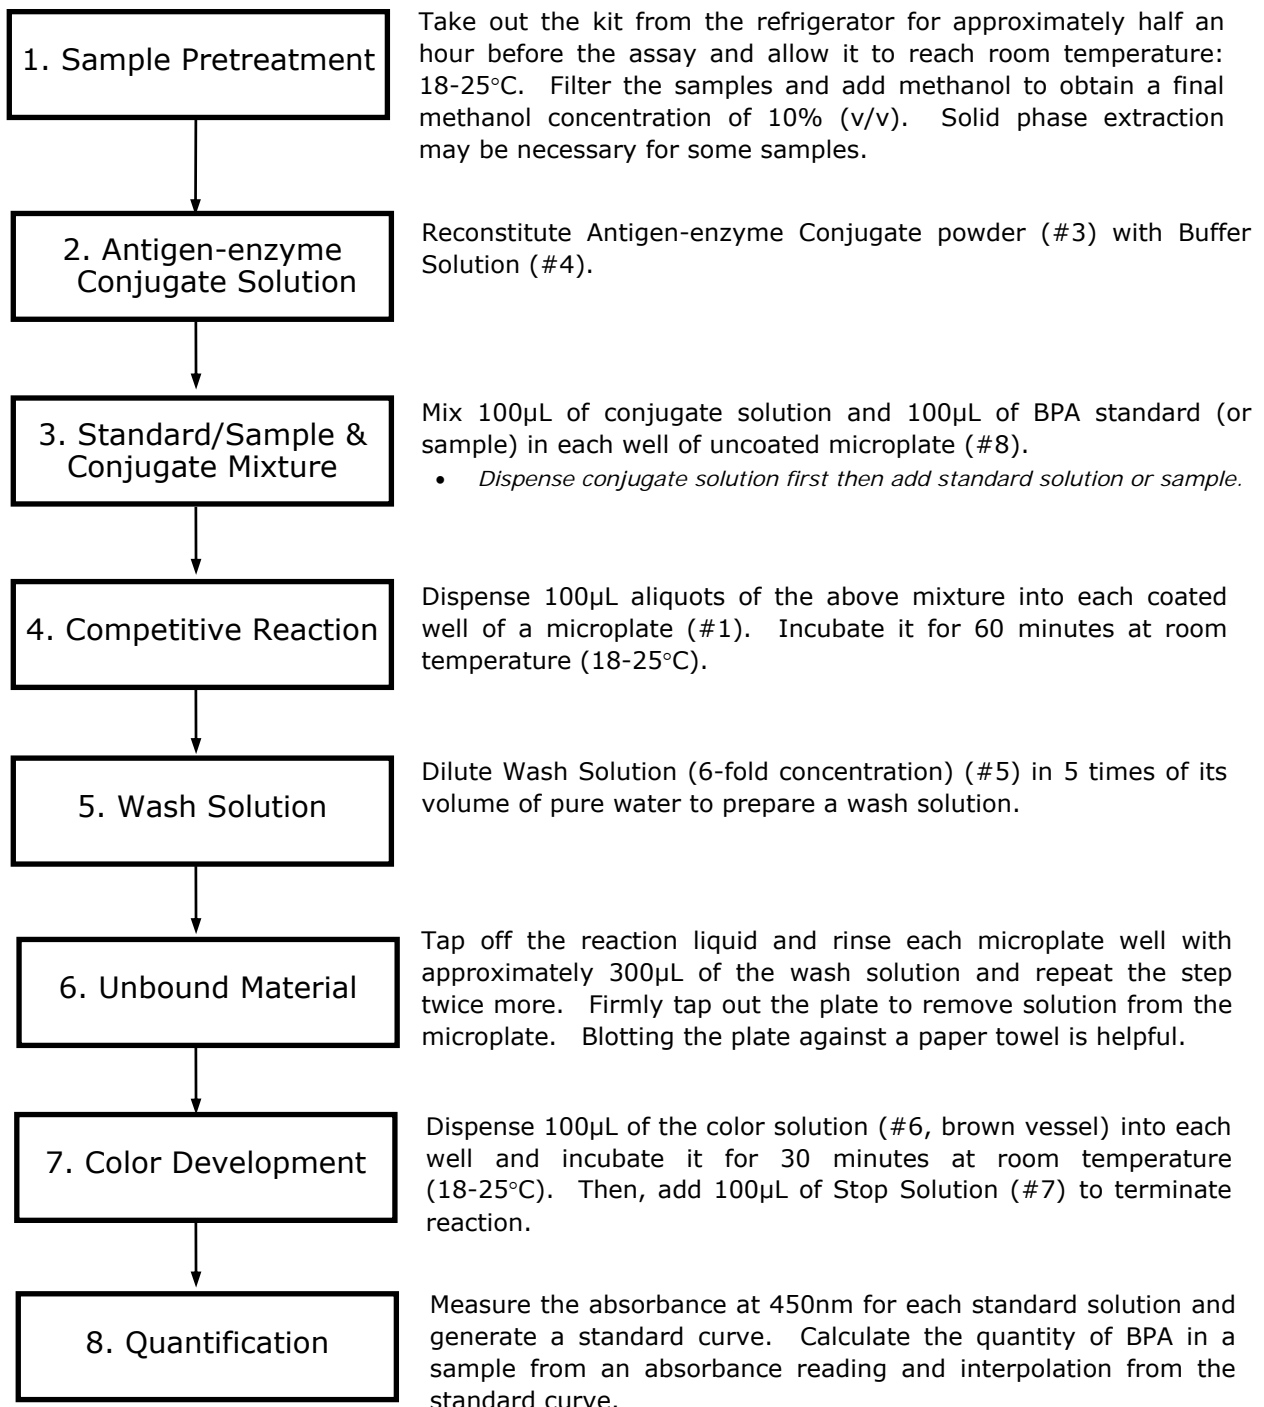 1. Sample Pretreatment
Take out the kit from the refrigerator for approximately half an
hour before the assay and allow it to reach room temperature:
18-25°C. Filter the samples and add methanol to obtain a final
methanol concentration of 10% (v/v). Solid phase extraction
may be necessary for some samples.
2. Antigen-enzyme
Conjugate Solution
Reconstitute Antigen-enzyme Conjugate powder (#3) with Buffer
Solution (#4).
3. Standard/Sample &
Conjugate Mixture
Mix 100µL of conjugate solution and 100µL of BPA standard (or
sample) in each well of uncoated microplate (#8).
• Dispense conjugate solution first then add standard solution or sample.
4. Competitive Reaction
Dispense 100µL aliquots of the above mixture into each coated
well of a microplate (#1). Incubate it for 60 minutes at room
temperature (18-25°C).
5. Wash Solution
Dilute Wash Solution (6-fold concentration) (#5) in 5 times of its
volume of pure water to prepare a wash solution.
6. Unbound Material
Tap off the reaction liquid and rinse each microplate well with
approximately 300µL of the wash solution and repeat the step
twice more. Firmly tap out the plate to remove solution from the
microplate. Blotting the plate against a paper towel is helpful.
7. Color Development
Dispense 100µL of the color solution (#6, brown vessel) into each
well and incubate it for 30 minutes at room temperature
(18-25°C). Then, add 100µL of Stop Solution (#7) to terminate
reaction.
8. Quantification
Measure the absorbance at 450nm for each standard solution and
generate a standard curve. Calculate the quantity of BPA in a
sample from an absorbance reading and interpolation from the
standard curve.